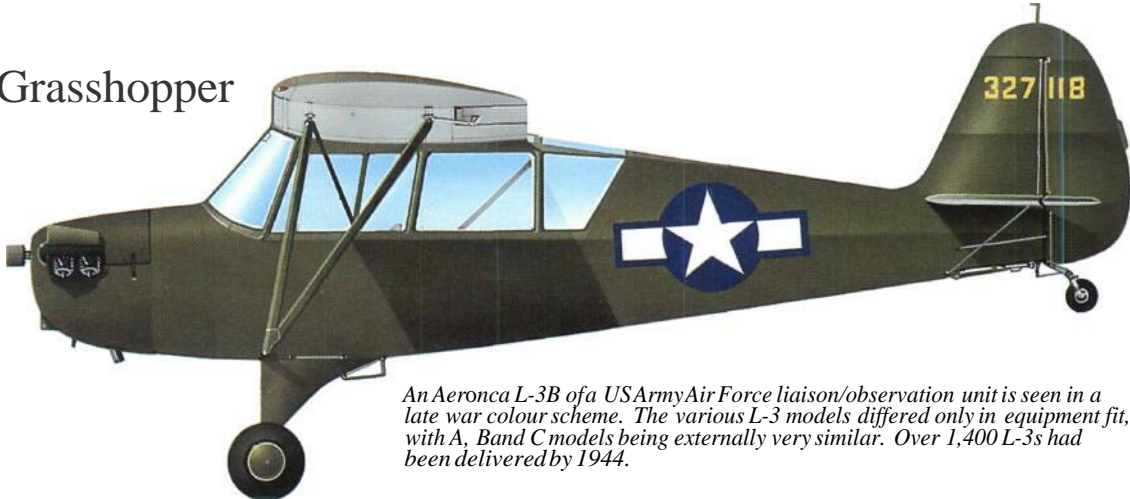 Grasshopper
327 118
An Aeronca L-3B ofa USArmyAir Force liaison/observation unit is seen in a
late war colour scheme. The various L-3 models differed only in equipment fit,
with A, Band C models being externally very similar. Over 1,400 L-3s had
been delivered by 1944.